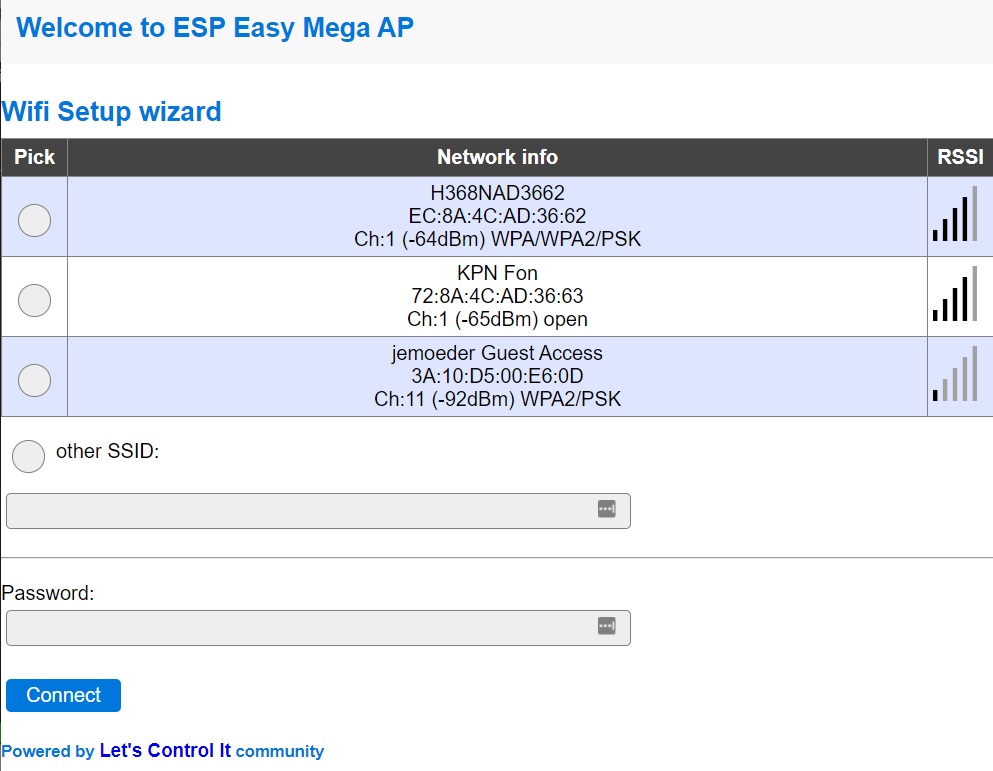 Welcome to ESP Easy Mega AP
Wifi Setup wizard
Pick Network info RSSI
H368NAD3662
EC:8A:4C:AD:36:62
Ch:1 (-64dBm) WPA/WPA2/PSK
KPN Fon
72:8A:4C:AD:36:63
Ch:1 (-65dBm) open
jemoeder Guest Access
3A:10:D5:00:E6:0D
Ch:11 (-92dBm) WPA2/PSK
other SSID:
Password:
Connect
Powered by Let's Control It community